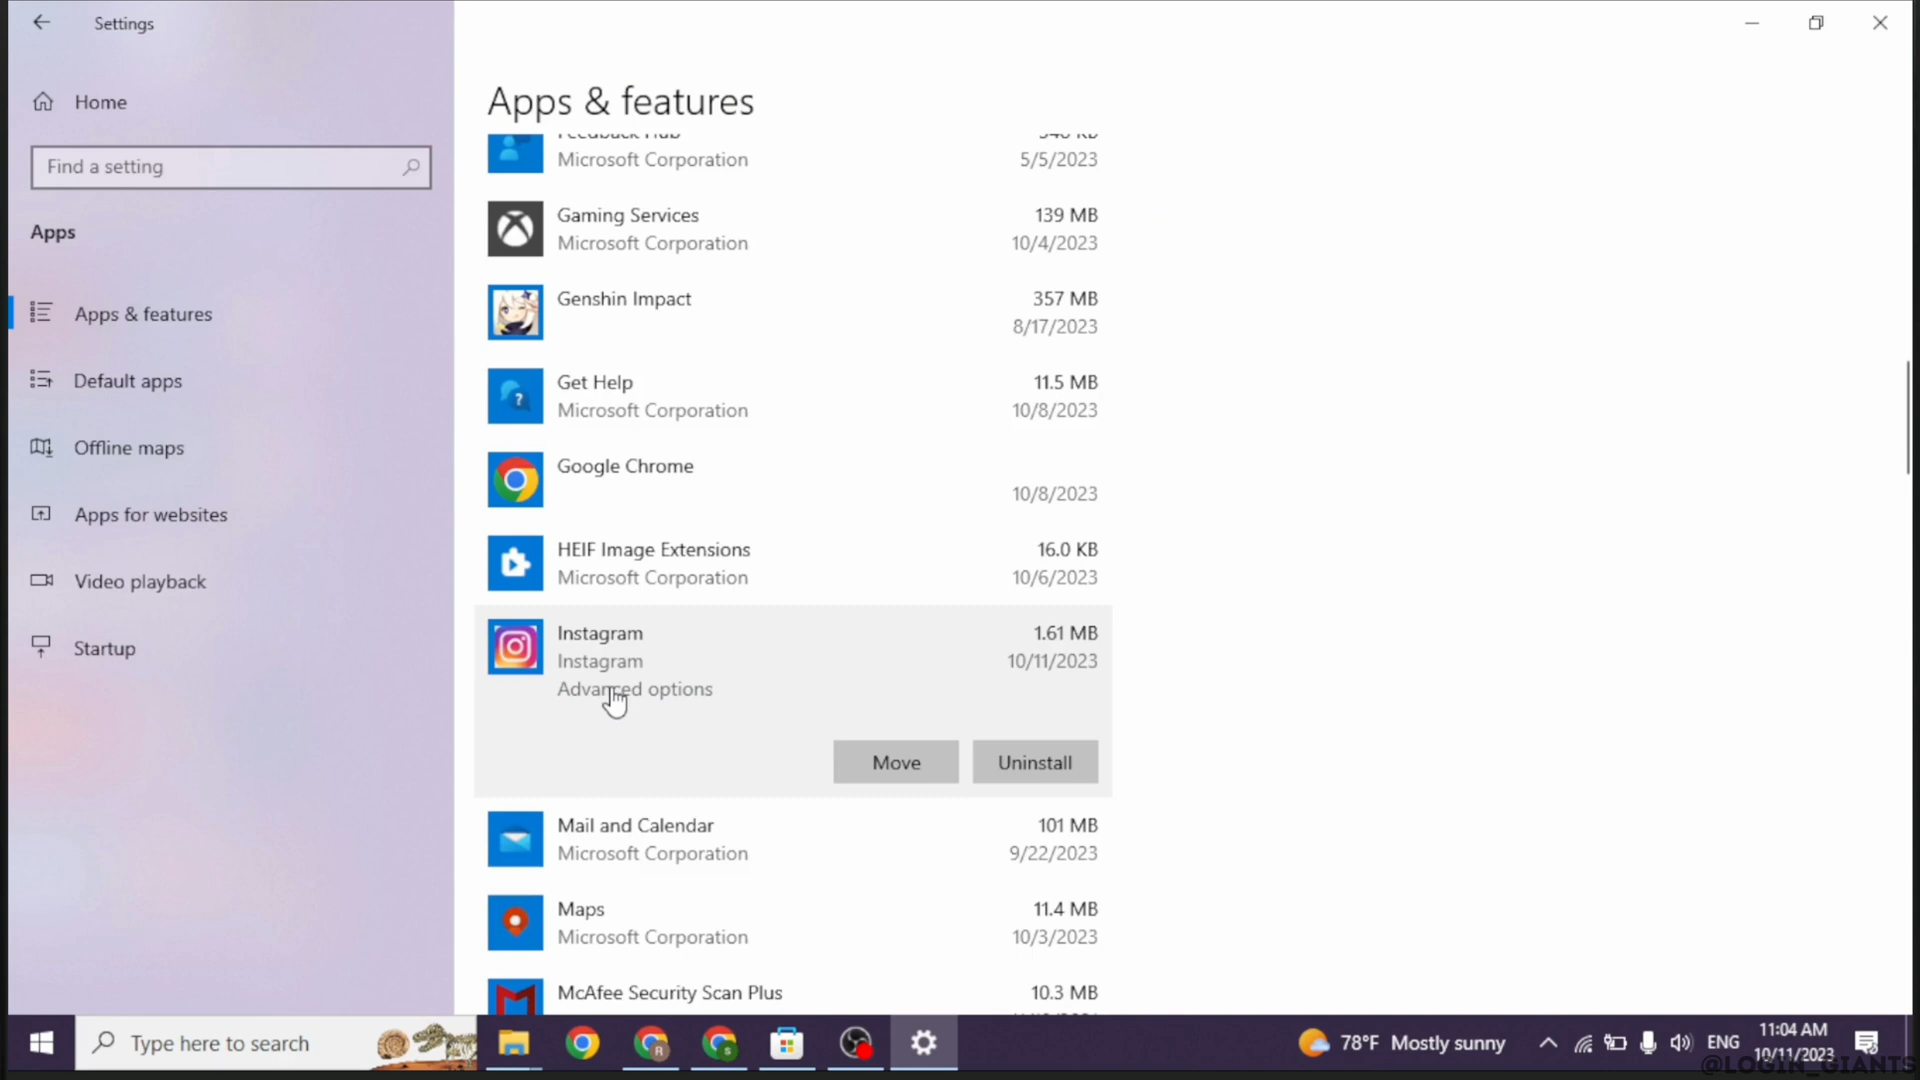 Settings
Home
Find a setting
Apps
Apps & features
Default apps
Offline maps
Apps for websites
Video playback
Startup
Apps & features
Feedback Hub
Microsoft Corporation 5/5/2023
Gaming Services 139 MB
Microsoft Corporation 10/4/2023
Genshin Impact 357 MB
8/17/2023
Get Help 11.5 MB
Microsoft Corporation 10/8/2023
Google Chrome
10/8/2023
HEIF Image Extensions 16.0 KB
Microsoft Corporation 10/6/2023
Instagram 1.61 MB
Instagram 10/11/2023
Advanced options
Move Uninstall
Mail and Calendar 101 MB
Microsoft Corporation 9/22/2023
Maps 11.4 MB
Microsoft Corporation 10/3/2023
McAfee Security Scan Plus 10.3 MB
Type here to search
R
S
78°F Mostly sunny
ENG
11:04 AM
10/11/2023
@LOGIN_GIANTS